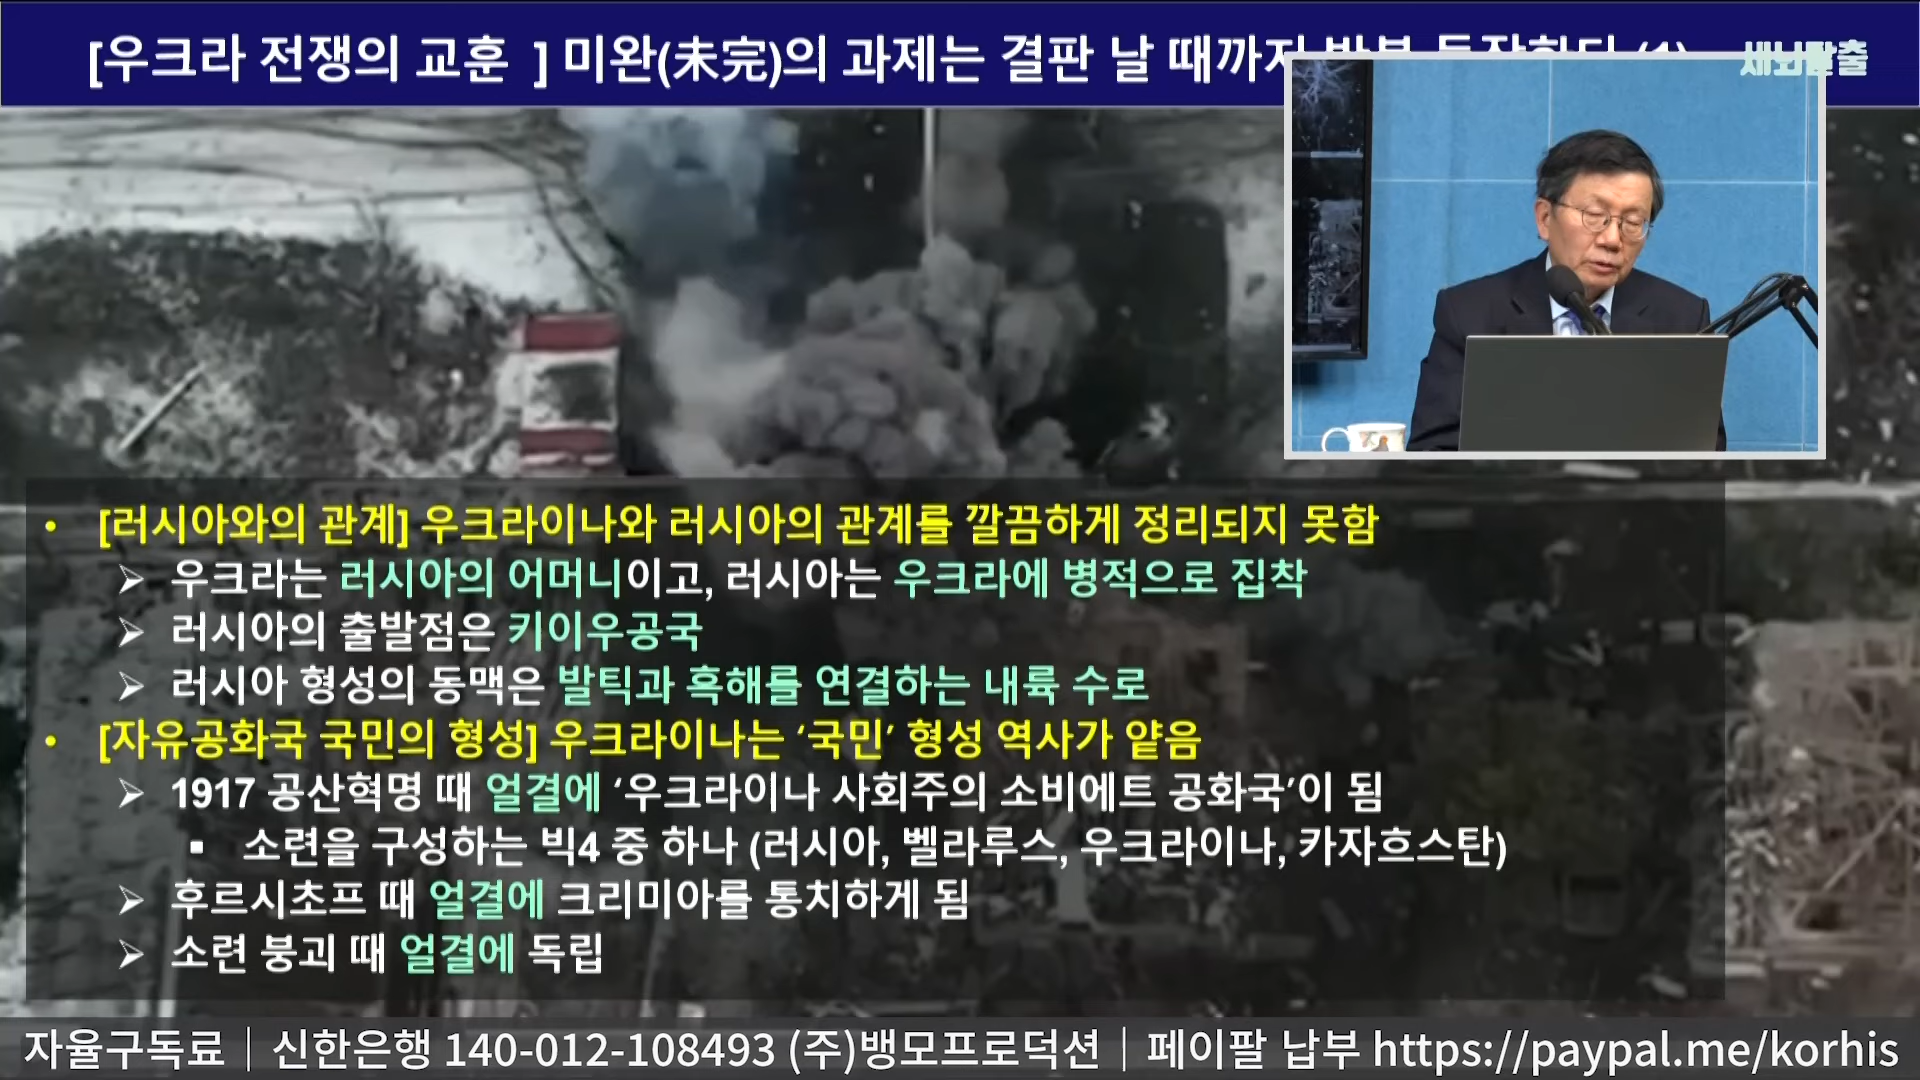 [우크라 전쟁의 교훈 ] 미완(未完)의 과제는 결판 날 때까지
세뇌탈출
• [러시아와의 관계] 우크라이나와 러시아의 관계를 깔끔하게 정리되지 못함
➢ 우크라는 러시아의 어머니이고, 러시아는 우크라에 병적으로 집착
➢ 러시아의 출발점은 키이우공국
➢ 러시아 형성의 동맥은 발틱과 흑해를 연결하는 내륙 수로
• [자유공화국 국민의 형성] 우크라이나는 ‘국민’ 형성 역사가 얕음
➢ 1917 공산혁명 때 얼결에 ‘우크라이나 사회주의 소비에트 공화국’이 됨
▪ 소련을 구성하는 빅4 중 하나 (러시아, 벨라루스, 우크라이나, 카자흐스탄)
➢ 후르시초프 때 얼결에 크리미아를 통치하게 됨
➢ 소련 붕괴 때 얼결에 독립
자율구독료｜신한은행 140-012-108493 (주)뱅모프로덕션｜페이팔 납부 https://paypal.me/korhis